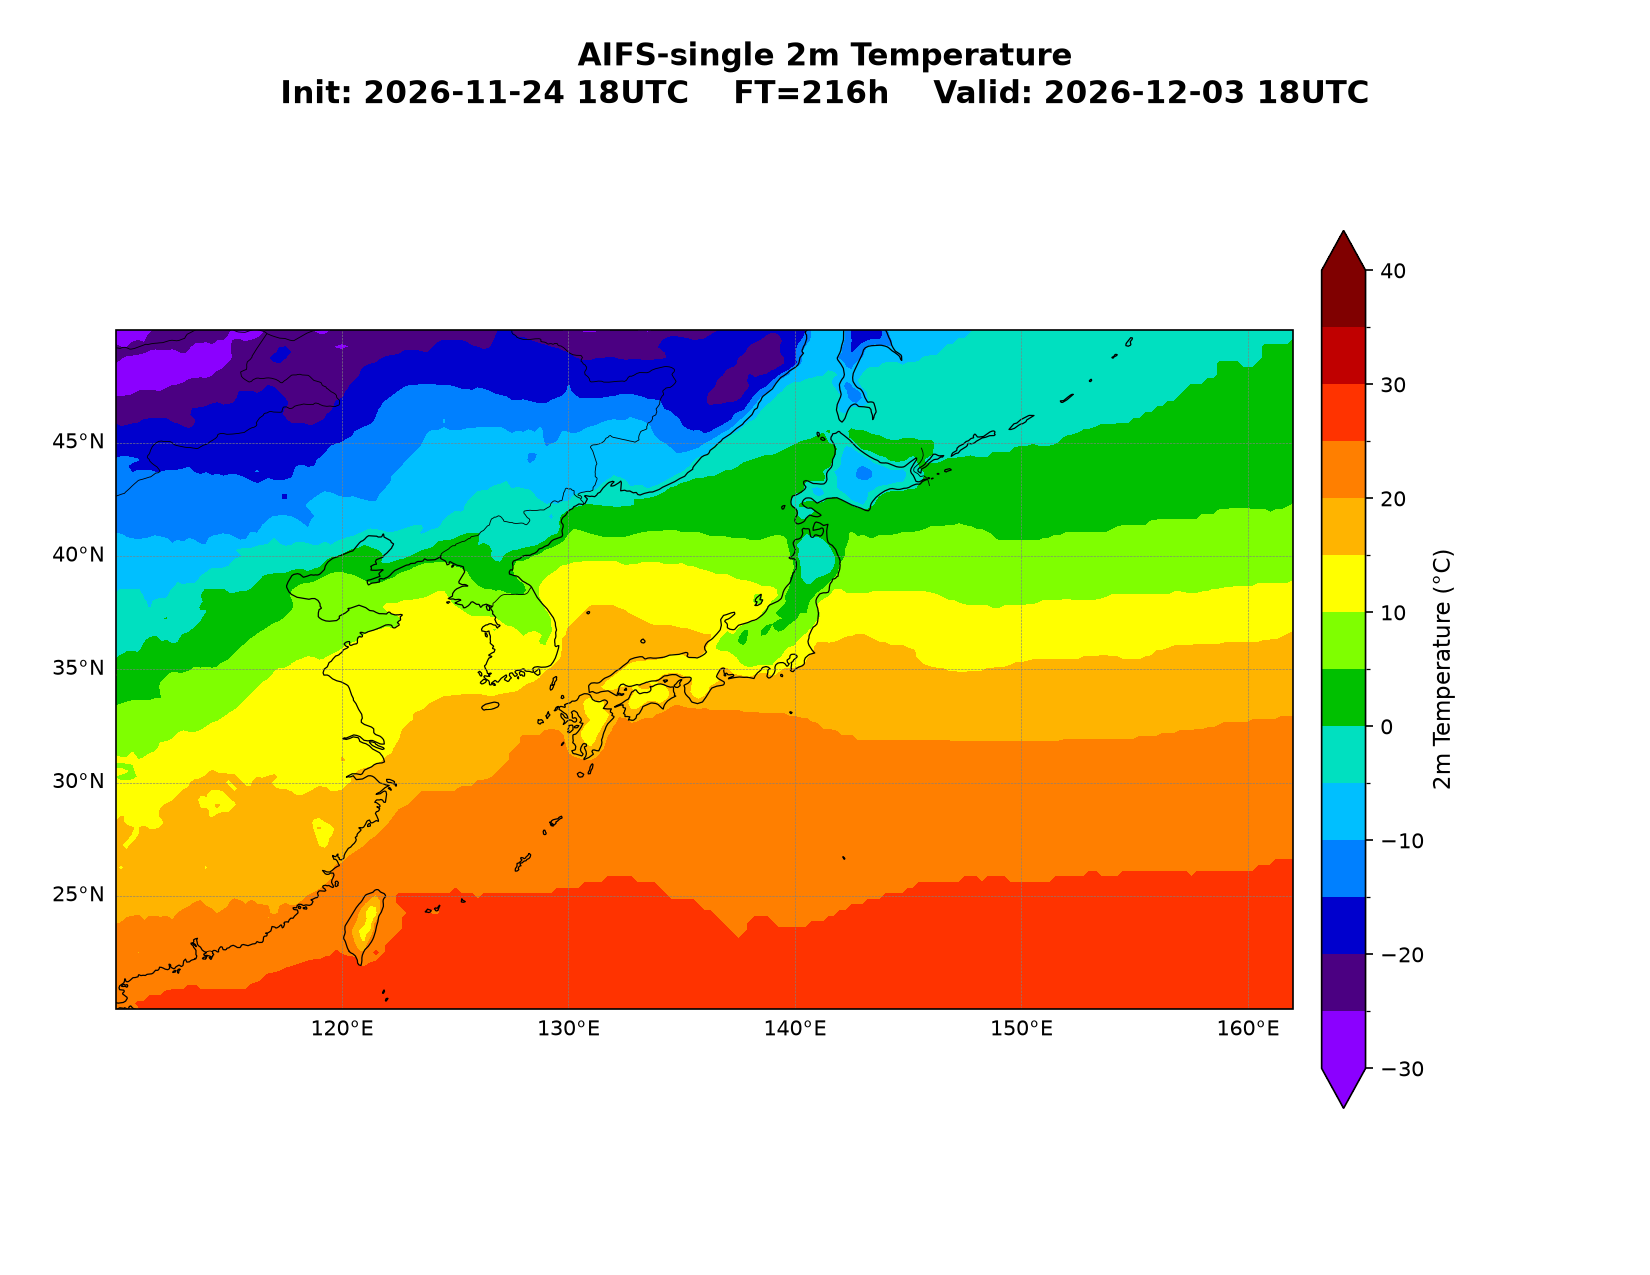 AIFS-single 2m Temperature
Init: 2026-11-24 18UTC    FT=216h    Valid: 2026-12-03 18UTC
45°N
40°N
35°N
30°N
25°N
120°E
130°E
140°E
150°E
160°E
40
30
20
10
0
−10
−20
−30
2m Temperature (°C)